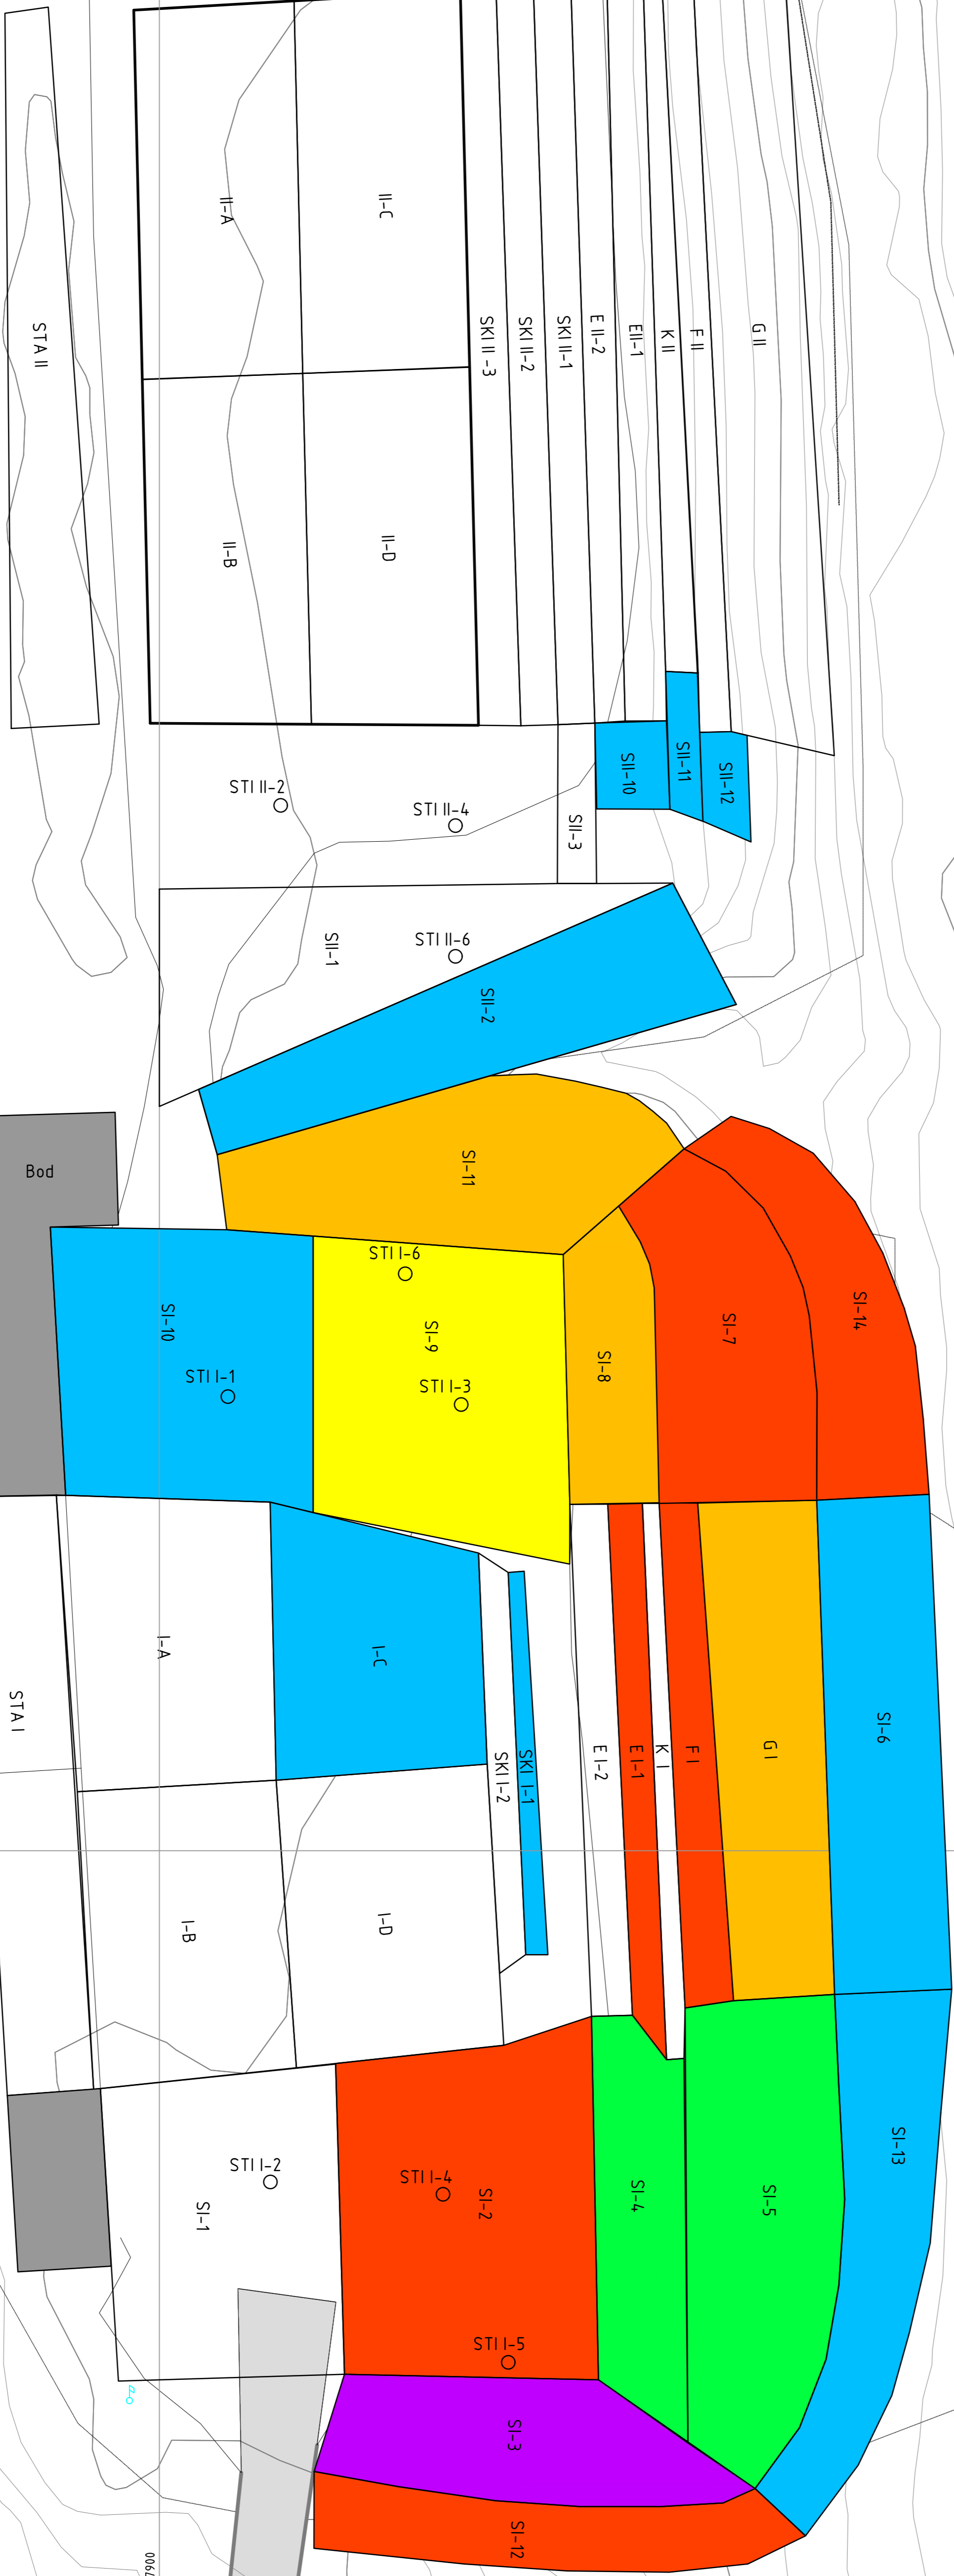 II-A
II-C
STA II
SKI II -3
SKI II-2
SKI II-1
E II-2
EII-1
K II
F II
G II
II-B
II-D
STI II-2
STI II-4
SII-10
SII-11
SII-12
SII-3
SII-1
STI II-6
SII-2
Bod
SI-11
STI I-6
SI-10
SI-9
SI-8
SI-7
SI-14
STI I-1
STI I-3
I-A
I-C
STA I
SKI I-2
SKI I-1
E I-2
E I-1
K I
F I
G I
SI-6
I-B
I-D
STI I-2
SI-1
STI I-4
SI-2
SI-4
SI-5
SI-13
STI I-5
SI-3
SI-12